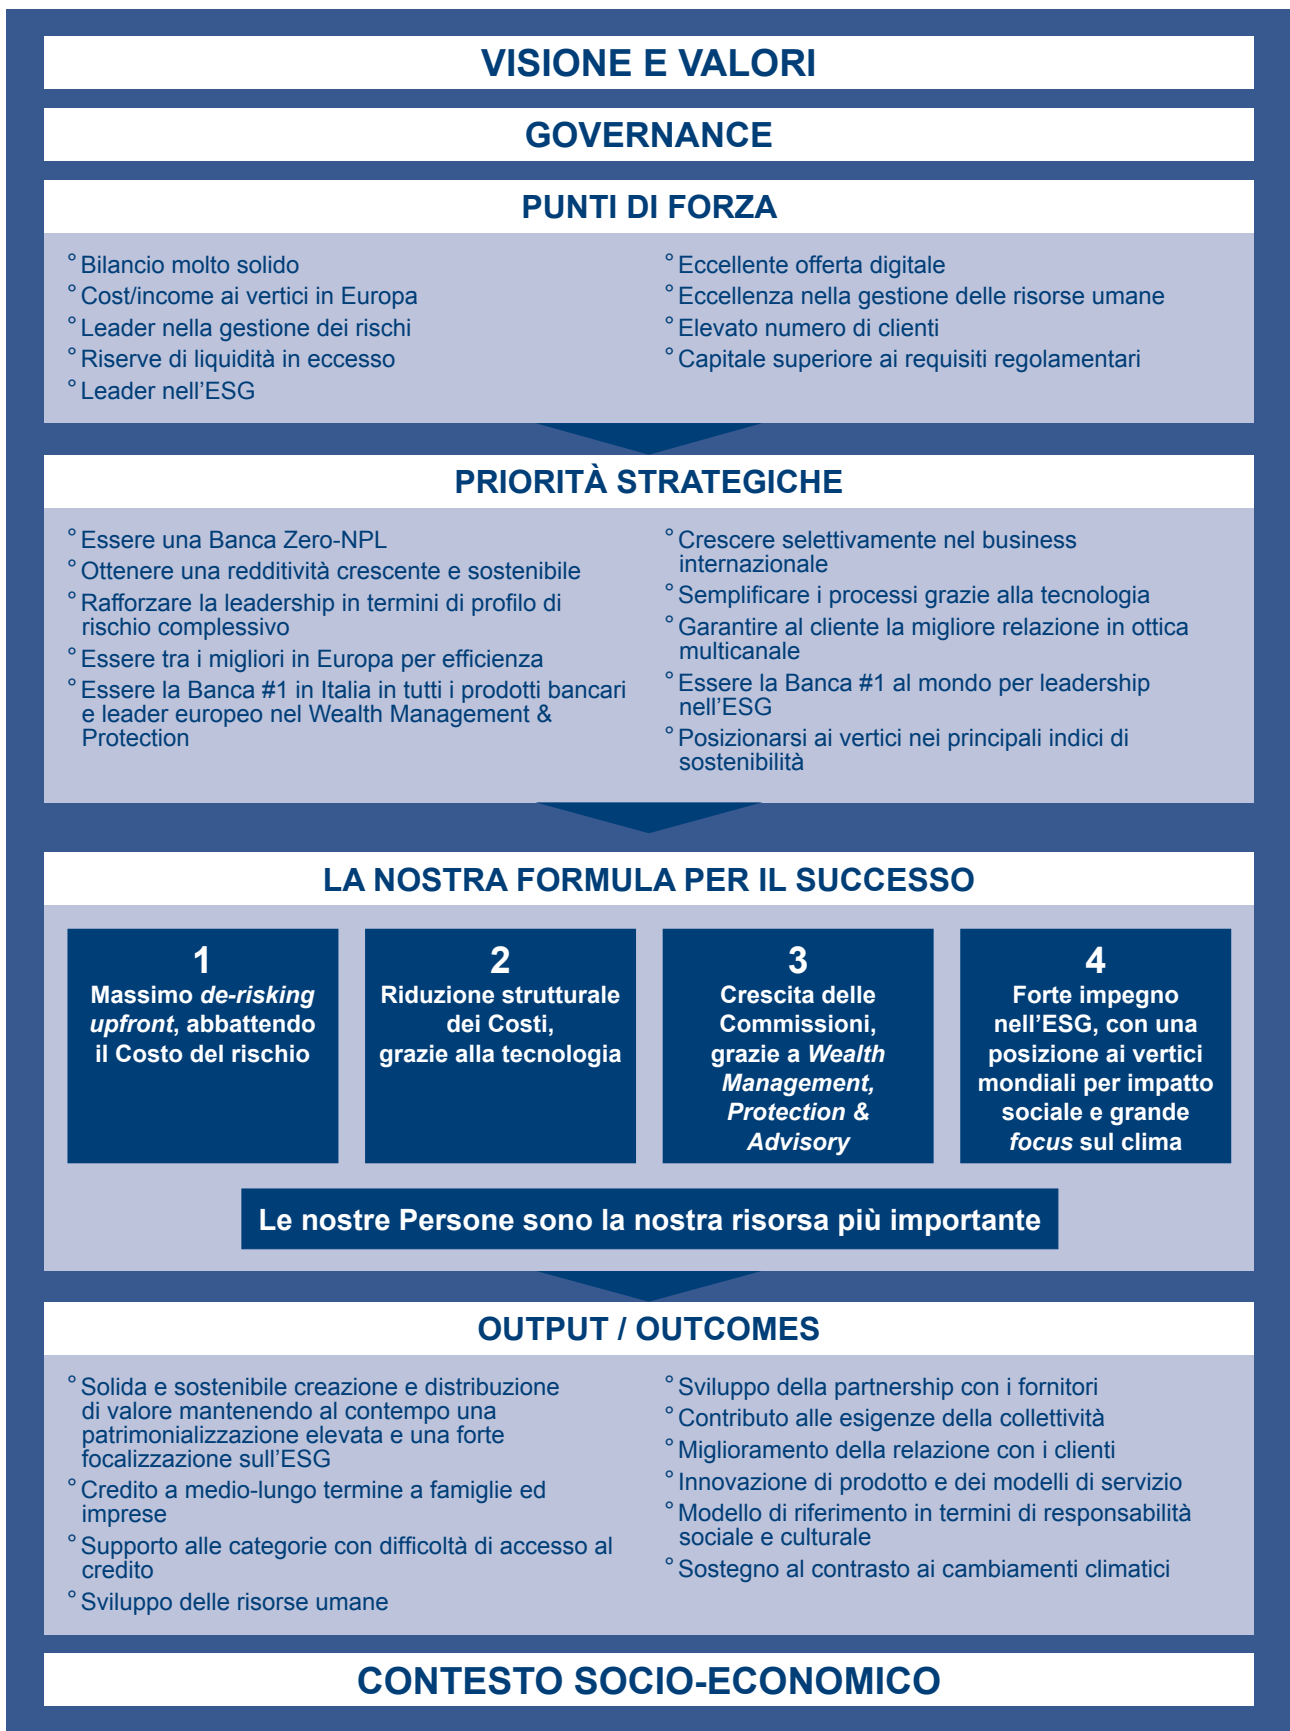 VISIONE E VALORI
GOVERNANCE
PUNTI DI FORZA
° Bilancio molto solido
° Cost/income ai vertici in Europa
° Leader nella gestione dei rischi
° Riserve di liquidità in eccesso
° Leader nell’ESG
° Eccellente offerta digitale
° Eccellenza nella gestione delle risorse umane
° Elevato numero di clienti
° Capitale superiore ai requisiti regolamentari
PRIORITÀ STRATEGICHE
° Essere una Banca Zero-NPL
° Ottenere una redditività crescente e sostenibile
° Rafforzare la leadership in termini di profilo di
rischio complessivo
° Essere tra i migliori in Europa per efficienza
° Essere la Banca #1 in Italia in tutti i prodotti bancari
e leader europeo nel Wealth Management &
Protection
° Crescere selettivamente nel business
internazionale
° Semplificare i processi grazie alla tecnologia
° Garantire al cliente la migliore relazione in ottica
multicanale
° Essere la Banca #1 al mondo per leadership
nell’ESG
° Posizionarsi ai vertici nei principali indici di
sostenibilità
LA NOSTRA FORMULA PER IL SUCCESSO
1
Massimo de-risking
upfront, abbattendo
il Costo del rischio
2
Riduzione strutturale
dei Costi,
grazie alla tecnologia
3
Crescita delle
Commissioni,
grazie a Wealth
Management,
Protection &
Advisory
4
Forte impegno
nell’ESG, con una
posizione ai vertici
mondiali per impatto
sociale e grande
focus sul clima
Le nostre Persone sono la nostra risorsa più importante
OUTPUT / OUTCOMES
° Solida e sostenibile creazione e distribuzione
di valore mantenendo al contempo una
patrimonializzazione elevata e una forte
focalizzazione sull’ESG
° Credito a medio-lungo termine a famiglie ed
imprese
° Supporto alle categorie con difficoltà di accesso al
credito
° Sviluppo delle risorse umane
° Sviluppo della partnership con i fornitori
° Contributo alle esigenze della collettività
° Miglioramento della relazione con i clienti
° Innovazione di prodotto e dei modelli di servizio
° Modello di riferimento in termini di responsabilità
sociale e culturale
° Sostegno al contrasto ai cambiamenti climatici
CONTESTO SOCIO-ECONOMICO